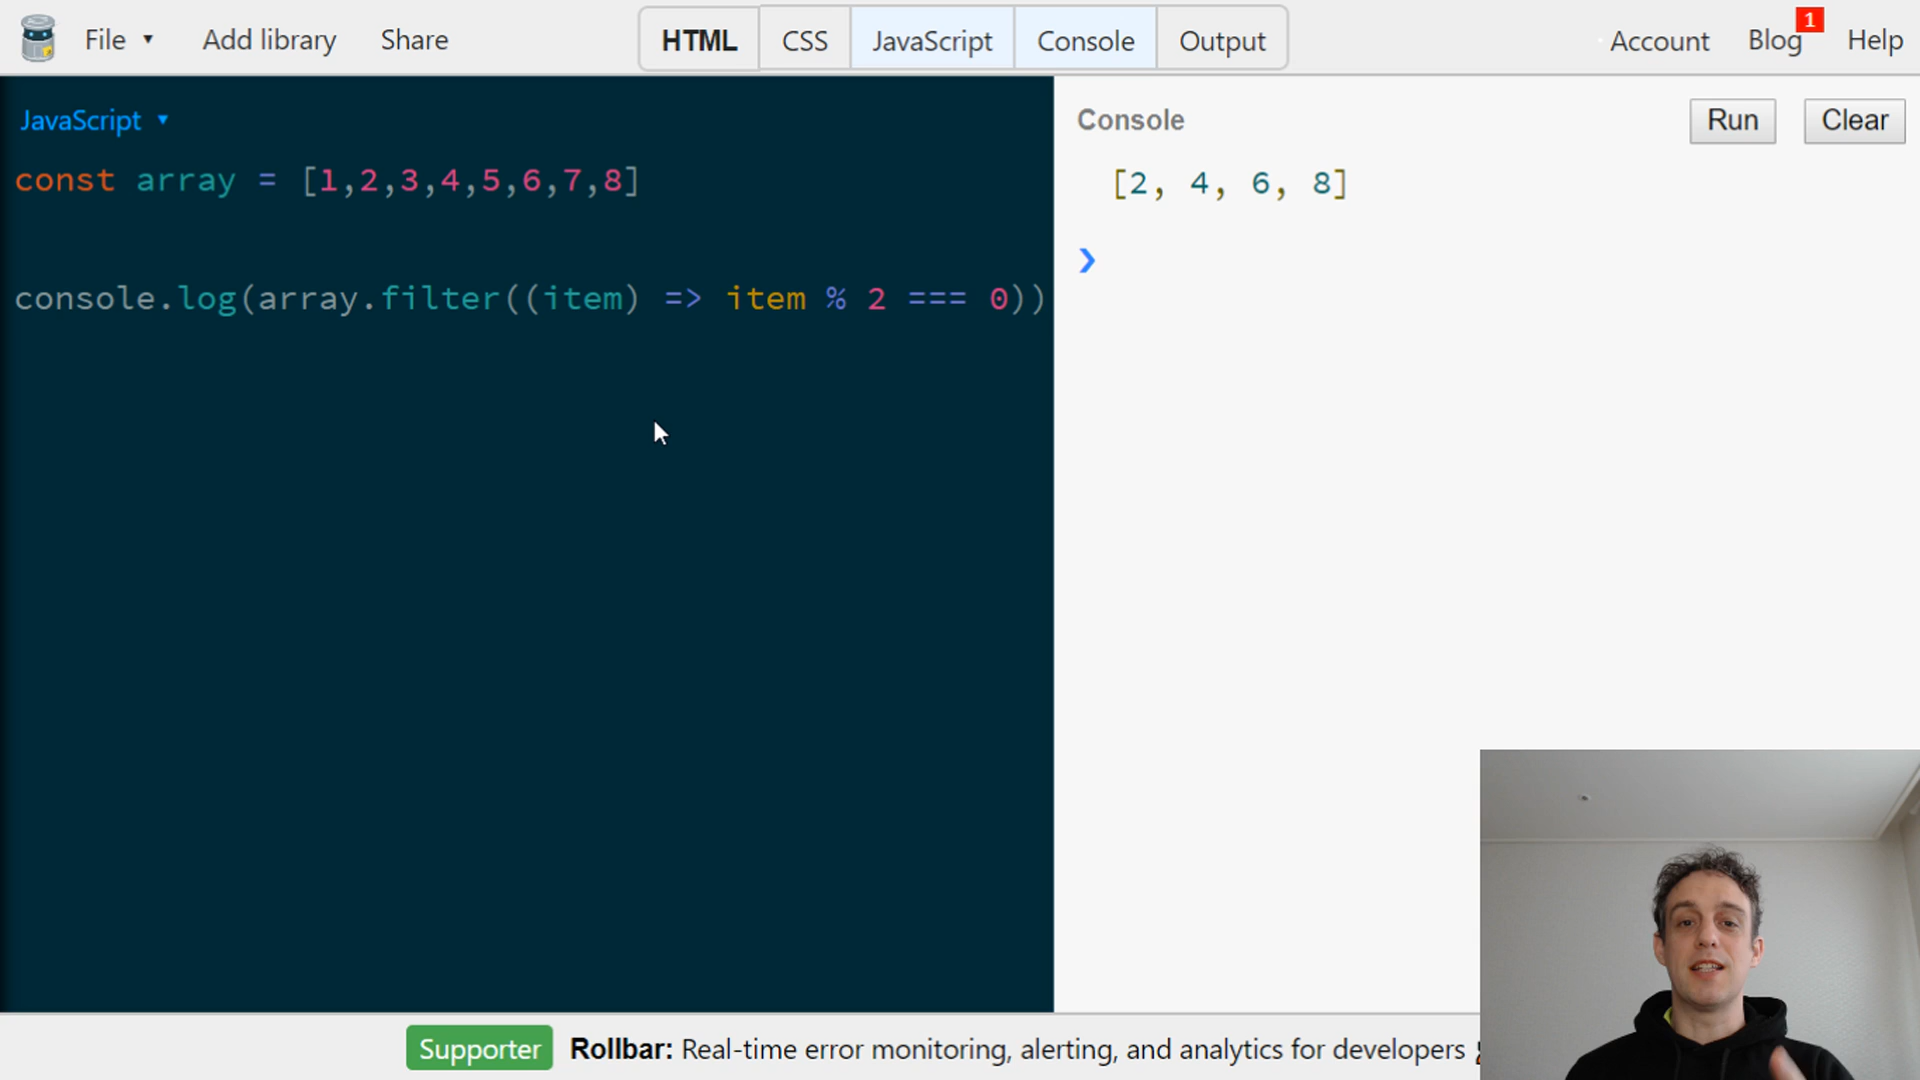 File ▾ Add library Share HTML CSS JavaScript Console Output Account Blog 1 Help
JavaScript ▾
const array = [1,2,3,4,5,6,7,8]
console.log(array.filter((item) => item % 2 === 0))
Console Run Clear
[2, 4, 6, 8]
❯
Supporter Rollbar: Real-time error monitoring, alerting, and analytics for developers